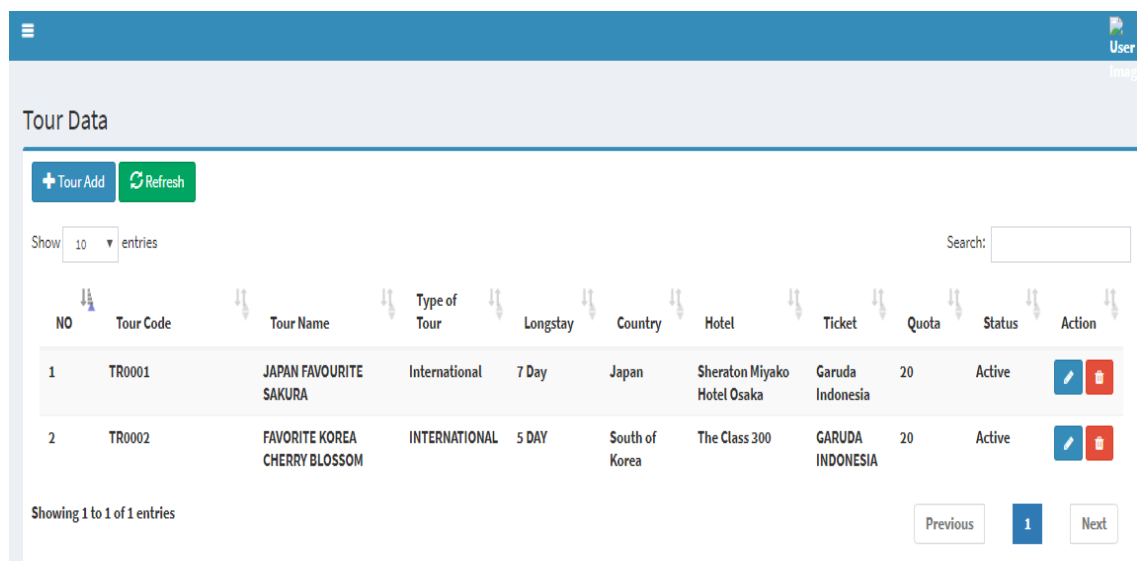 User
Imag
Tour Data
Tour Add Refresh
Show 10 entries Search:
NO Tour Code Tour Name Type of Tour Longstay Country Hotel Ticket Quota Status Action
1 TR0001 JAPAN FAVOURITE SAKURA International 7 Day Japan Sheraton Miyako Hotel Osaka Garuda Indonesia 20 Active
2 TR0002 FAVORITE KOREA CHERRY BLOSSOM INTERNATIONAL 5 DAY South of Korea The Class 300 GARUDA INDONESIA 20 Active
Showing 1 to 1 of 1 entries Previous 1 Next